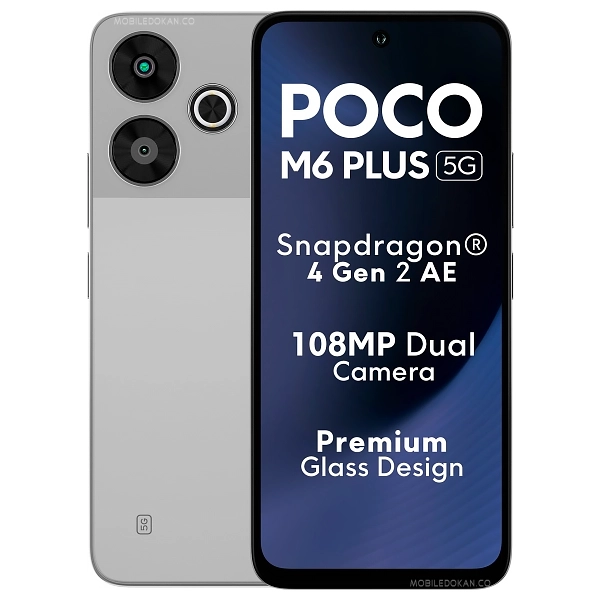 MOBILEDOKAN.CO
POCO
M6 PLUS 5G
Snapdragon®
4 Gen 2 AE
108MP Dual
Camera
Premium
Glass Design
5G
MOBILEDOKAN.CO